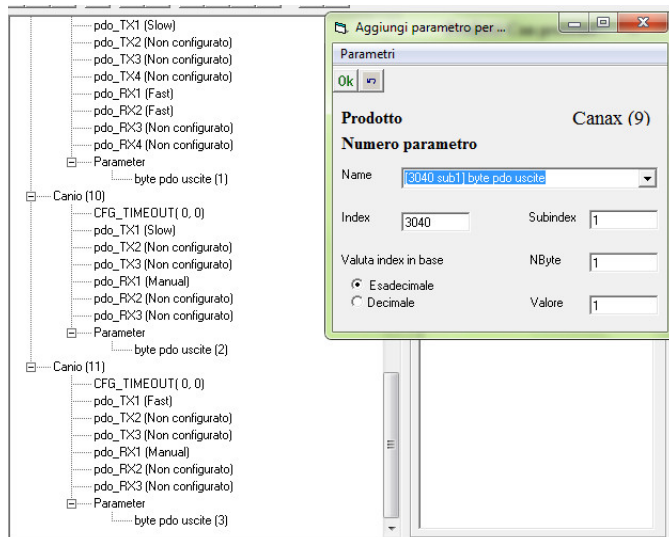 pdo_TX1 (Slow)
pdo_TX2 (Non configurato)
pdo_TX3 (Non configurato)
pdo_TX4 (Non configurato)
pdo_RX1 (Fast)
pdo_RX2 (Fast)
pdo_RX3 (Non configurato)
pdo_RX4 (Non configurato)
Parameter
byte pdo uscite (1)
Canio (10)
CFG_TIMEOUT( 0, 0)
pdo_TX1 (Slow)
pdo_TX2 (Non configurato)
pdo_TX3 (Non configurato)
pdo_RX1 (Manual)
pdo_RX2 (Non configurato)
pdo_RX3 (Non configurato)
Parameter
byte pdo uscite (2)
Canio (11)
CFG_TIMEOUT( 0, 0)
pdo_TX1 (Fast)
pdo_TX2 (Non configurato)
pdo_TX3 (Non configurato)
pdo_RX1 (Manual)
pdo_RX2 (Non configurato)
pdo_RX3 (Non configurato)
Parameter
byte pdo uscite (3)
Aggiungi parametro per ...
Parametri
Ok
Prodotto Canax (9)
Numero parametro
Name [3040 sub1] byte pdo uscite
Index 3040 Subindex 1
Valuta index in base NByte 1
Esadecimale
Decimale Valore 1